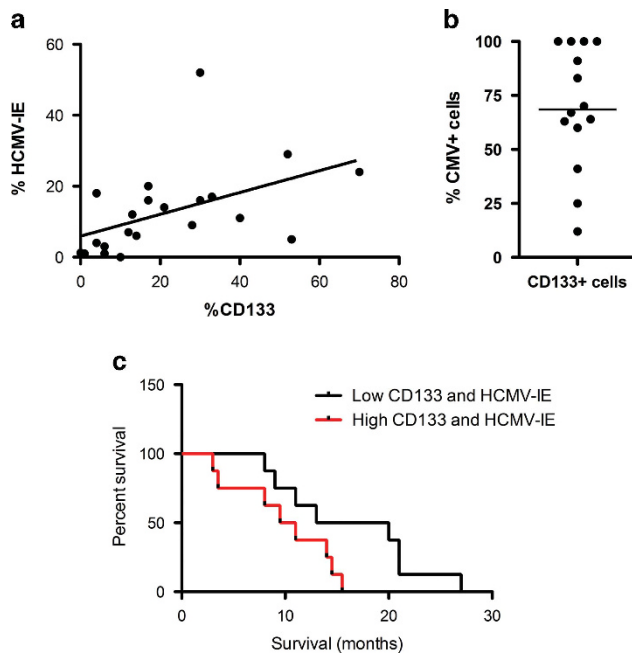 a
60
40
20
0
% HCMV-IE
0 20 40 60 80
%CD133
b
100
75
50
25
0
% CMV+ cells
CD133+ cells
c
150
100
50
0
Percent survival
Low CD133 and HCMV-IE
High CD133 and HCMV-IE
0 10 20 30
Survival (months)